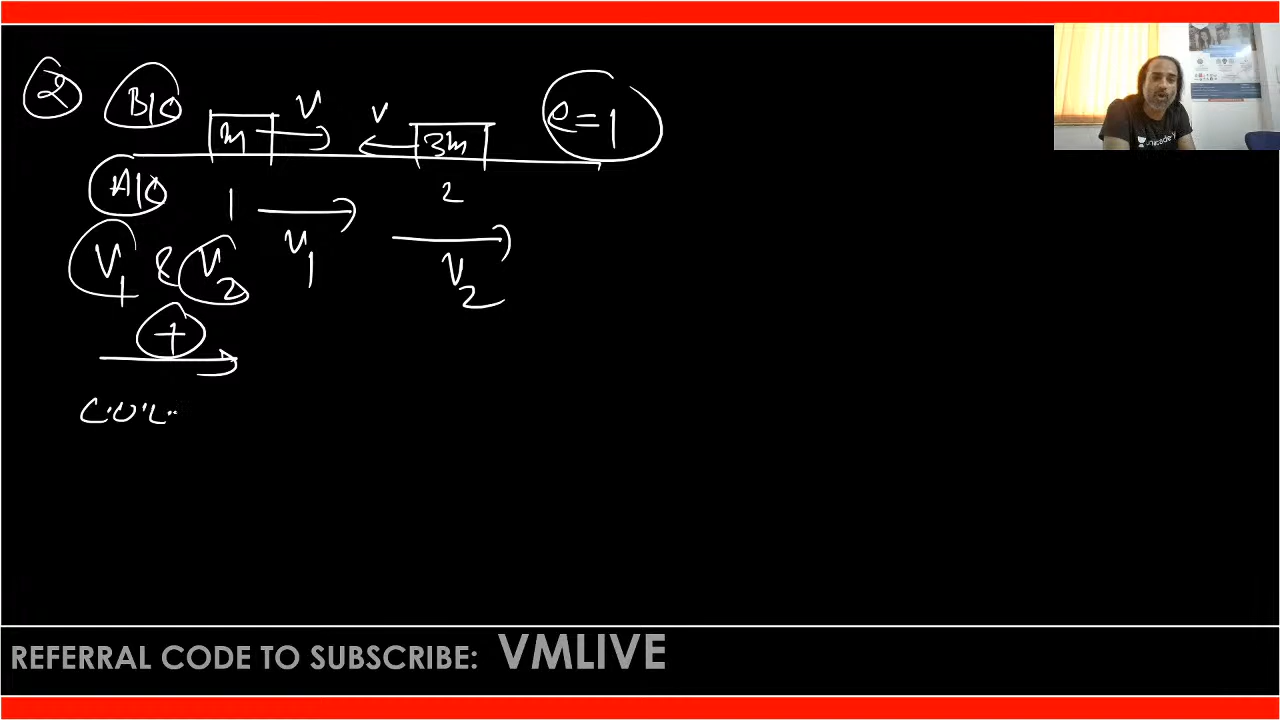 2 B/C m V V 3m e=1
A/C 1 V1 2 V2
V1 & V2
+
C.O.L.
REFERRAL CODE TO SUBSCRIBE: VMLIVE